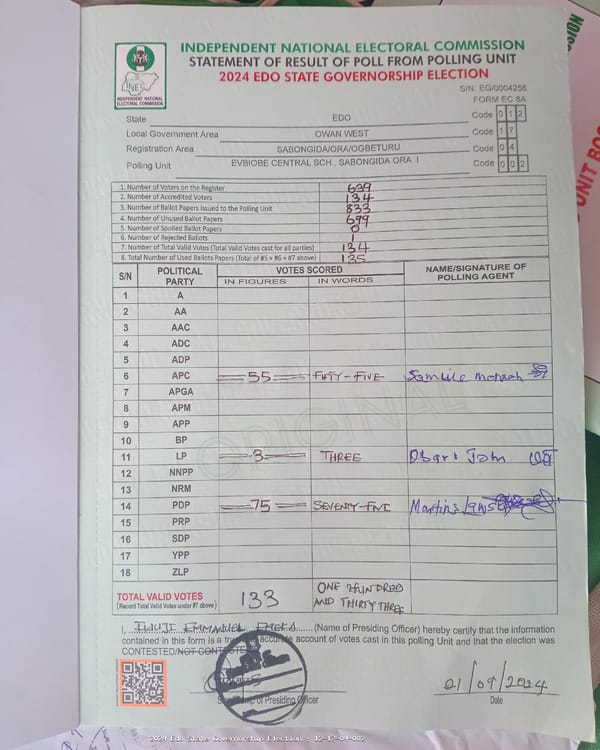 INDEPENDENT NATIONAL ELECTORAL COMMISSION
STATEMENT OF RESULT OF POLL FROM POLLING UNIT
2024 EDO STATE GOVERNORSHIP ELECTION
INEC
INDEPENDENT NATIONAL
ELECTORAL COMMISSION
S/N: EG/0004256
FORM EC 8A
State EDO Code 0 1 2
Local Government Area OWAN WEST Code 1 7
Registration Area SABONGIDA/ORA/OGBETURU Code 0 4
Polling Unit EVBIOBE CENTRAL SCH., SABONGIDA ORA I Code 0 0 2
1. Number of Voters on the Register 639
2. Number of Accredited Voters 134
3. Number of Ballot Papers Issued to the Polling Unit 833
4. Number of Unused Ballot Papers 699
5. Number of Spoiled Ballot Papers 0
6. Number of Rejected Ballots 1
7. Number of Total Valid Votes (Total Valid Votes cast for all parties) 134
8. Total Number of Used Ballots Papers (Total of #5 + #6 + #7 above) 135
S/N POLITICAL PARTY VOTES SCORED NAME/SIGNATURE OF POLLING AGENT
IN FIGURES IN WORDS
1 A
2 AA
3 AAC
4 ADC
5 ADP
6 APC 55 FIFTY-FIVE
7 APGA
8 APM
9 APP
10 BP
11 LP 3 THREE John
12 NNPP
13 NRM
14 PDP 75 SEVENTY-FIVE Martins
15 PRP
16 SDP
17 YPP
18 ZLP
ORIGINAL
TOTAL VALID VOTES 133 ONE HUNDRED
(Record Total Valid Votes under #7 above) AND THIRTY THREE
I, IWUJI EMMANUEL EMEKA (Name of Presiding Officer) hereby certify that the information
contained in this form is a true accurate account of votes cast in this polling Unit and that the election was
CONTESTED/NOT CONTESTED
21/09/2024
of Presiding Officer Date
2024 Edo State Governorship Election : 12-17-04-002
UNIT BO